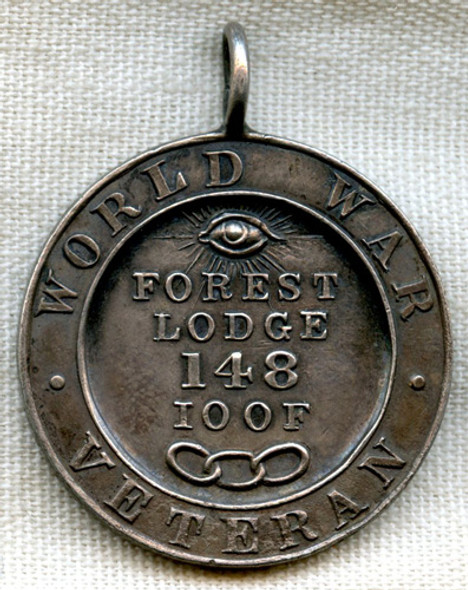 WORLD WAR
FOREST
LODGE
148
IOOF
VETERAN